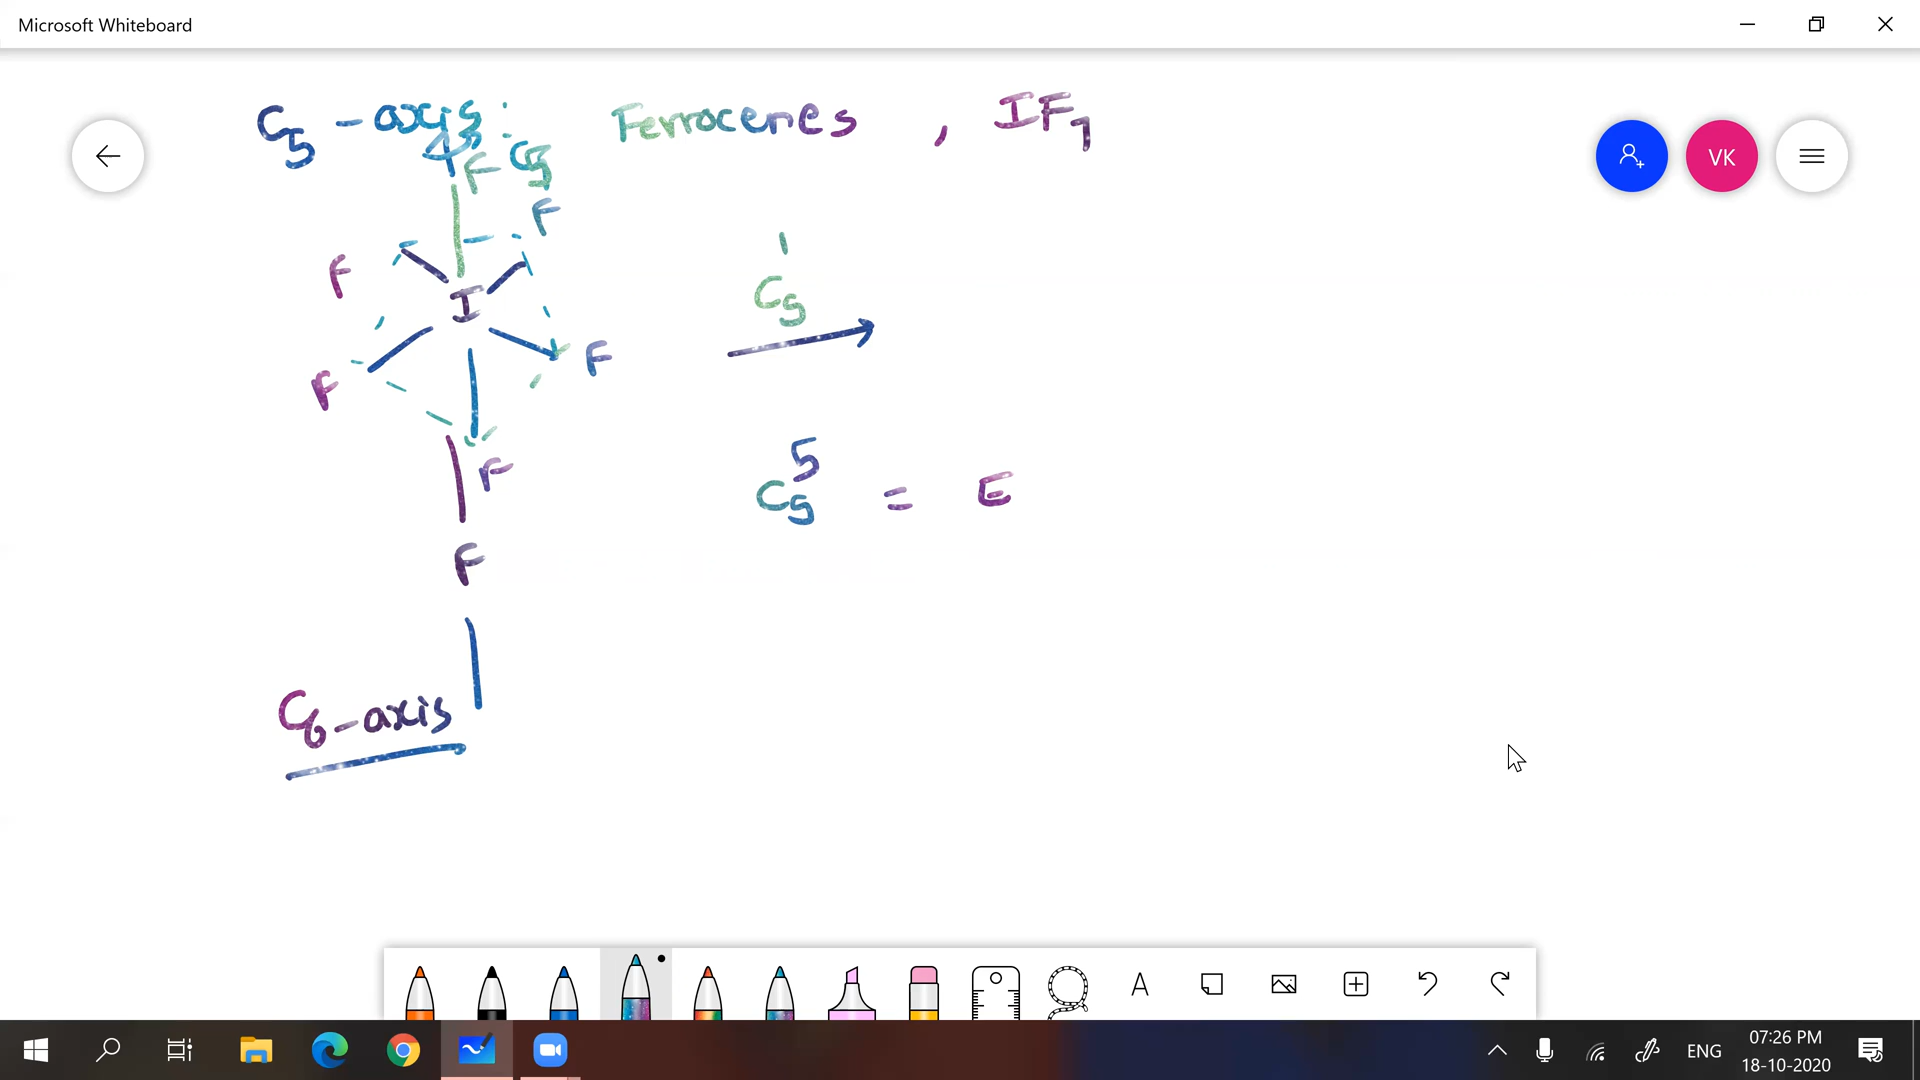 Microsoft Whiteboard
C5 - axis : Ferrocenes , IF7
C5
F
F
F
I
C5^1
F
F
F
C5^5 = E
F
C6 - axis
VK
A
ENG
07:26 PM
18-10-2020